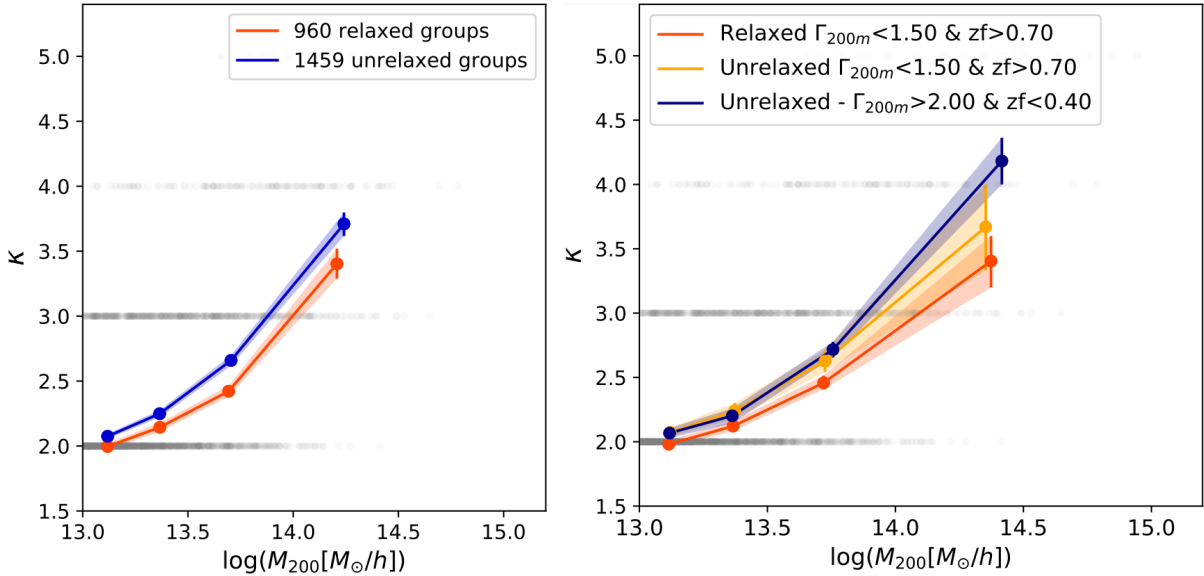 960 relaxed groups
1459 unrelaxed groups
5.0
4.5
4.0
3.5
3.0
2.5
2.0
1.5
κ
13.0 13.5 14.0 14.5 15.0
log(M₂₀₀[M⊙/h])
Relaxed Γ₂₀₀ₘ<1.50 & zf>0.70
Unrelaxed Γ₂₀₀ₘ<1.50 & zf>0.70
Unrelaxed - Γ₂₀₀ₘ>2.00 & zf<0.40
5.0
4.5
4.0
3.5
3.0
2.5
2.0
1.5
κ
13.0 13.5 14.0 14.5 15.0
log(M₂₀₀[M⊙/h])